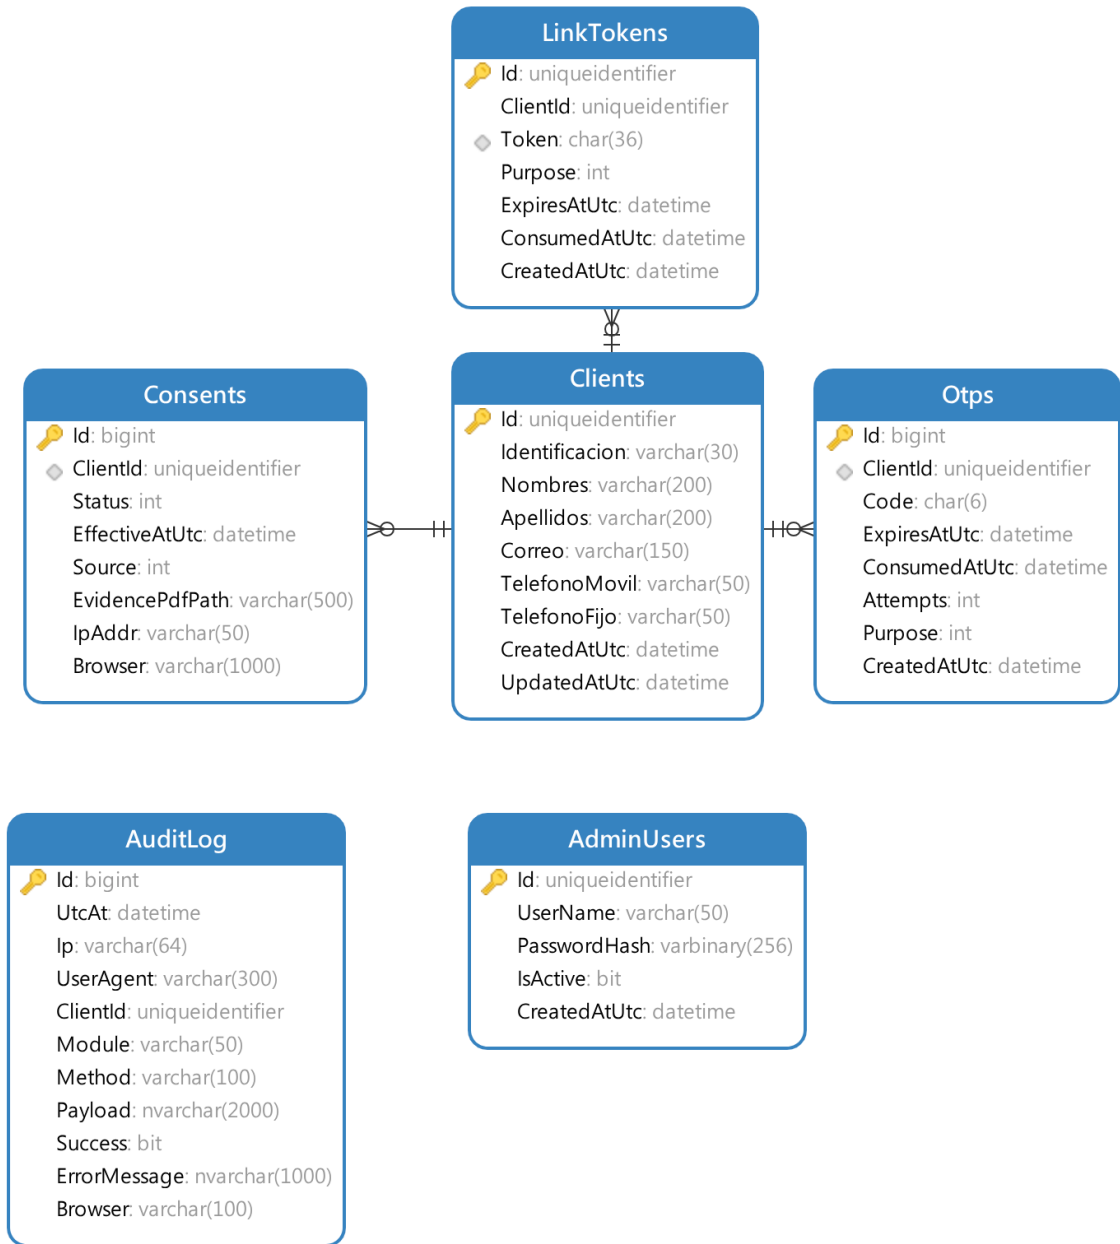 LinkTokens
Id: uniqueidentifier
ClientId: uniqueidentifier
Token: char(36)
Purpose: int
ExpiresAtUtc: datetime
ConsumedAtUtc: datetime
CreatedAtUtc: datetime
Consents
Id: bigint
ClientId: uniqueidentifier
Status: int
EffectiveAtUtc: datetime
Source: int
EvidencePdfPath: varchar(500)
IpAddr: varchar(50)
Browser: varchar(1000)
Clients
Id: uniqueidentifier
Identificacion: varchar(30)
Nombres: varchar(200)
Apellidos: varchar(200)
Correo: varchar(150)
TelefonoMovil: varchar(50)
TelefonoFijo: varchar(50)
CreatedAtUtc: datetime
UpdatedAtUtc: datetime
Otps
Id: bigint
ClientId: uniqueidentifier
Code: char(6)
ExpiresAtUtc: datetime
ConsumedAtUtc: datetime
Attempts: int
Purpose: int
CreatedAtUtc: datetime
AuditLog
Id: bigint
UtcAt: datetime
Ip: varchar(64)
UserAgent: varchar(300)
ClientId: uniqueidentifier
Module: varchar(50)
Method: varchar(100)
Payload: nvarchar(2000)
Success: bit
ErrorMessage: nvarchar(1000)
Browser: varchar(100)
AdminUsers
Id: uniqueidentifier
UserName: varchar(50)
PasswordHash: varbinary(256)
IsActive: bit
CreatedAtUtc: datetime